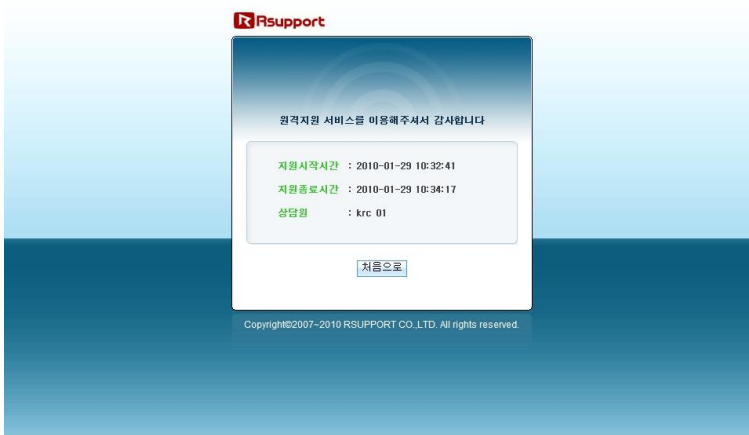 Rsupport
원격지원 서비스를 이용해주셔서 감사합니다
지원시작시간 : 2010-01-29 10:32:41
지원종료시간 : 2010-01-29 10:34:17
상담원 : krc 01
처음으로
Copyright©2007~2010 RSUPPORT CO.,LTD. All rights reserved.